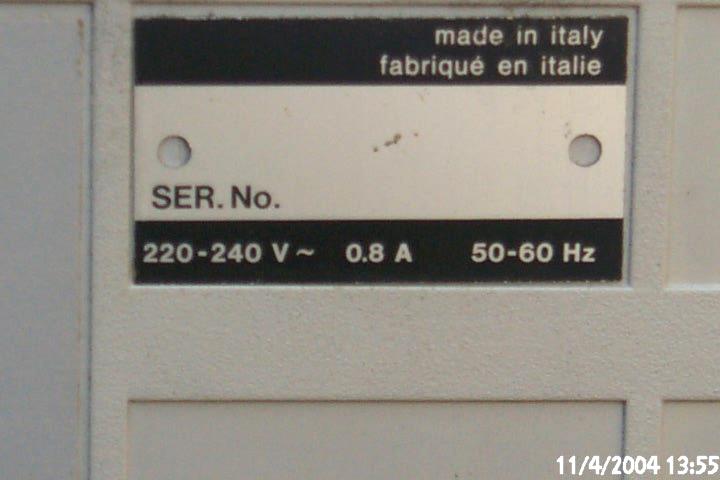 made in italy
fabriqué en italie
SER. No.
220-240 V ~ 0.8 A 50-60 Hz
11/4/2004 13:55